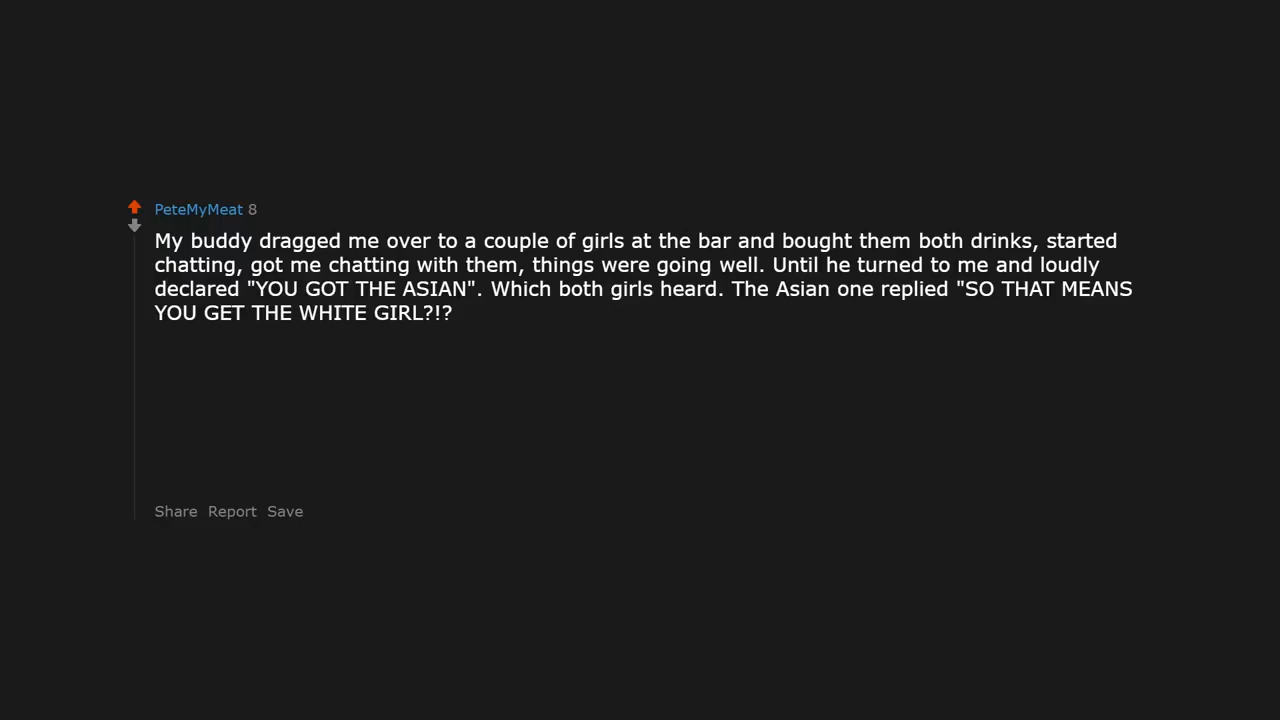 PeteMyMeat 8
My buddy dragged me over to a couple of girls at the bar and bought them both drinks, started
chatting, got me chatting with them, things were going well. Until he turned to me and loudly
declared "YOU GOT THE ASIAN". Which both girls heard. The Asian one replied "SO THAT MEANS
YOU GET THE WHITE GIRL?!?
Share Report Save